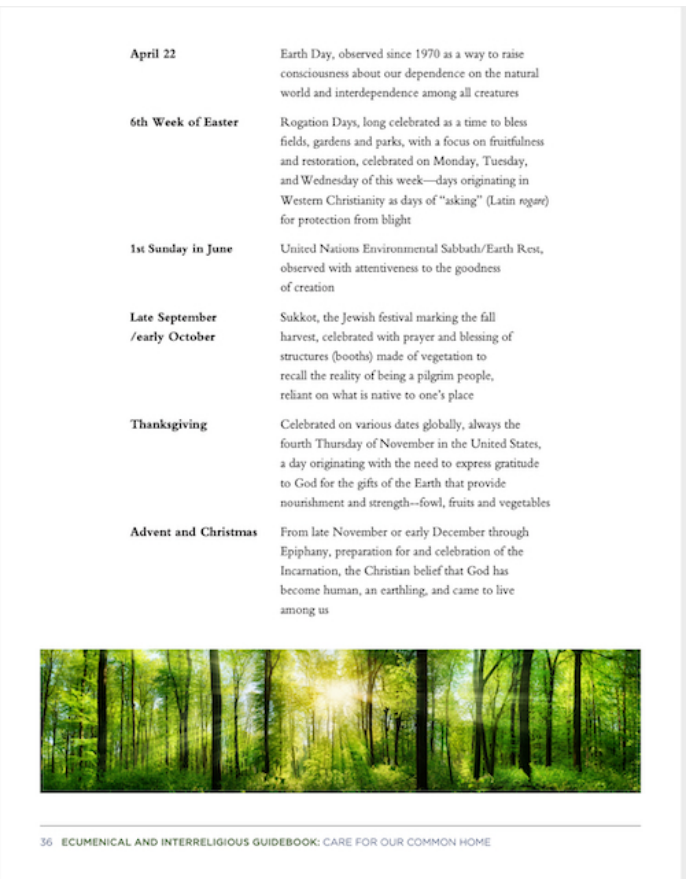 April 22
Earth Day, observed since 1970 as a way to raise
consciousness about our dependence on the natural
world and interdependence among all creatures
6th Week of Easter
Rogation Days, long celebrated as a time to bless
fields, gardens and parks, with a focus on fruitfulness
and restoration, celebrated on Monday, Tuesday,
and Wednesday of this week—days originating in
Western Christianity as days of "asking" (Latin rogare)
for protection from blight
1st Sunday in June
United Nations Environmental Sabbath/Earth Rest,
observed with attentiveness to the goodness
of creation
Late September
/early October
Sukkot, the Jewish festival marking the fall
harvest, celebrated with prayer and blessing of
structures (booths) made of vegetation to
recall the reality of being a pilgrim people,
reliant on what is native to one's place
Thanksgiving
Celebrated on various dates globally, always the
fourth Thursday of November in the United States,
a day originating with the need to express gratitude
to God for the gifts of the Earth that provide
nourishment and strength--fowl, fruits and vegetables
Advent and Christmas
From late November or early December through
Epiphany, preparation for and celebration of the
Incarnation, the Christian belief that God has
become human, an earthling, and came to live
among us
36 ECUMENICAL AND INTERRELIGIOUS GUIDEBOOK: CARE FOR OUR COMMON HOME